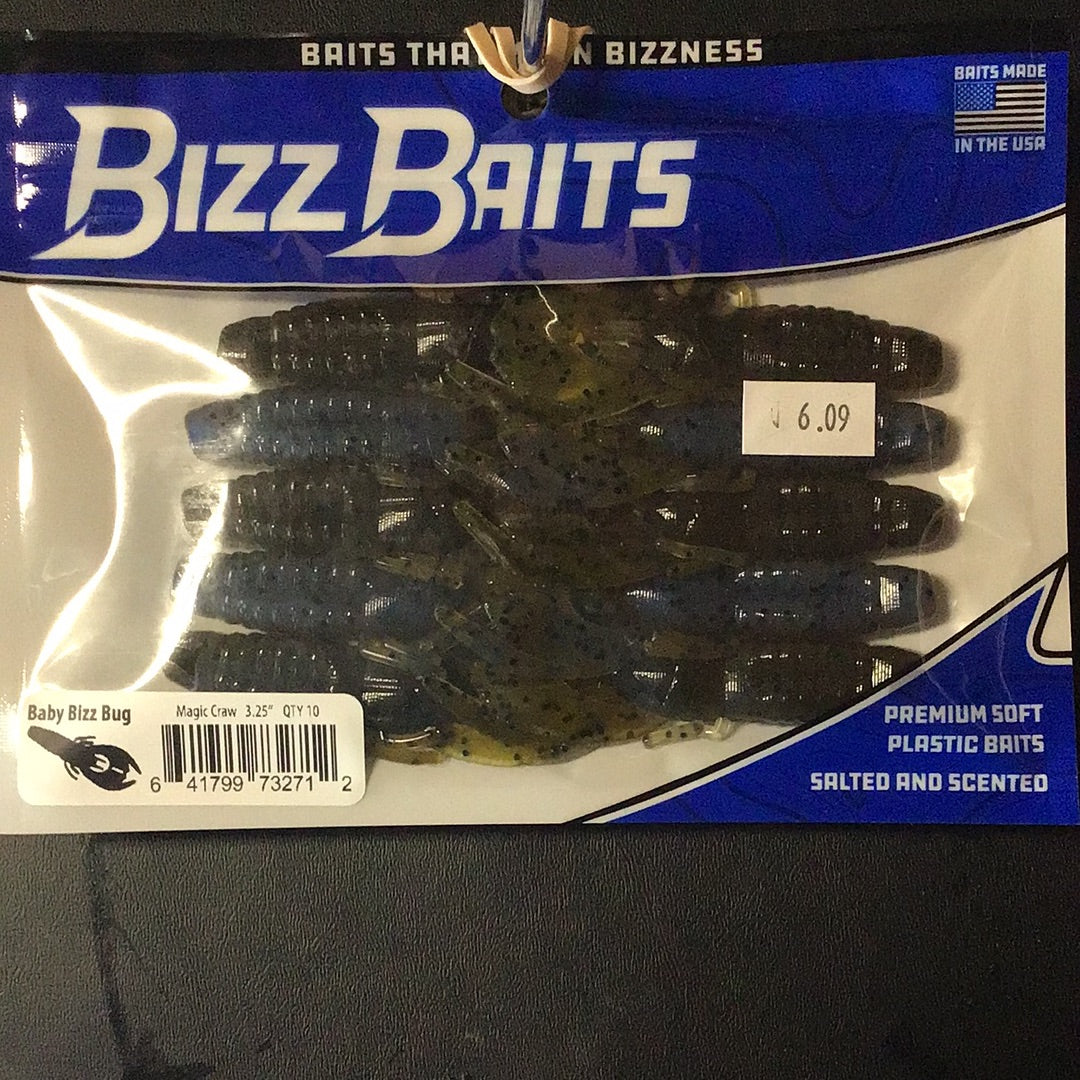 BAITS THA N BIZZNESS
BAITS MADE
IN THE USA
BIZZ BAITS
6.09
Baby Bizz Bug
Magic Craw 3.25" QTY 10
6 41799 73271 2
PREMIUM SOFT
PLASTIC BAITS
SALTED AND SCENTED